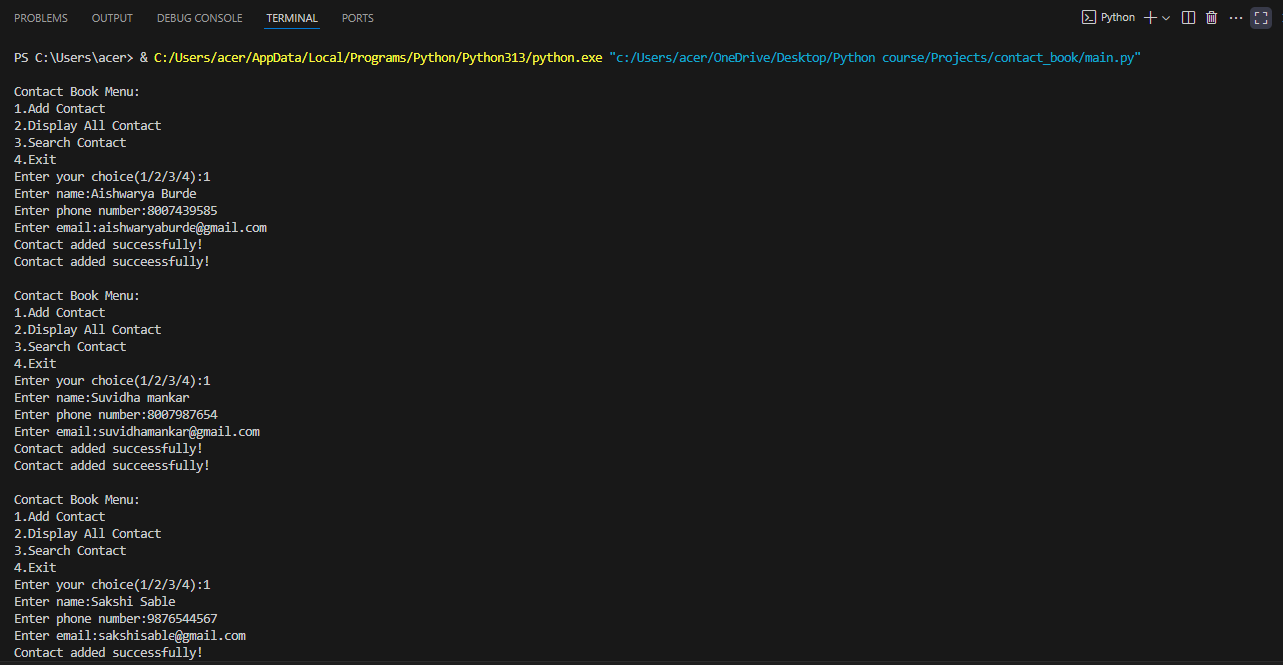 PROBLEMS OUTPUT DEBUG CONSOLE TERMINAL PORTS Python
PS C:\Users\acer> & C:/Users/acer/AppData/Local/Programs/Python/Python313/python.exe "c:/Users/acer/OneDrive/Desktop/Python course/Projects/contact_book/main.py"
Contact Book Menu:
1.Add Contact
2.Display All Contact
3.Search Contact
4.Exit
Enter your choice(1/2/3/4):1
Enter name:Aishwarya Burde
Enter phone number:8007439585
Enter email:aishwaryaburde@gmail.com
Contact added successfully!
Contact added succeessfully!
Contact Book Menu:
1.Add Contact
2.Display All Contact
3.Search Contact
4.Exit
Enter your choice(1/2/3/4):1
Enter name:Suvidha mankar
Enter phone number:8007987654
Enter email:suvidhamankar@gmail.com
Contact added successfully!
Contact added succeessfully!
Contact Book Menu:
1.Add Contact
2.Display All Contact
3.Search Contact
4.Exit
Enter your choice(1/2/3/4):1
Enter name:Sakshi Sable
Enter phone number:9876544567
Enter email:sakshisable@gmail.com
Contact added successfully!